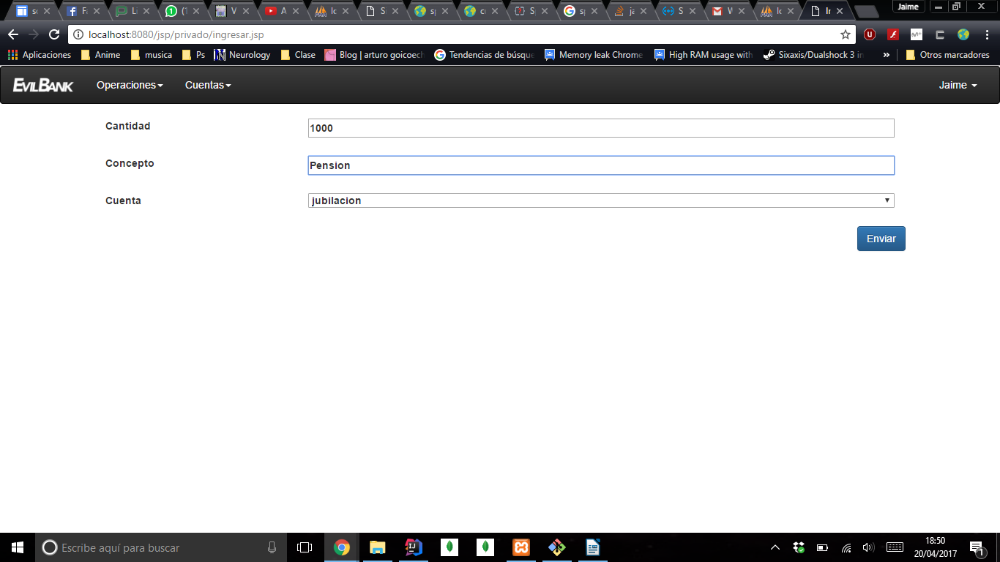 Jaime
localhost:8080/jsp/privado/ingresar.jsp
Aplicaciones Anime musica Ps Neurology Clase Blog | arturo goicoech Tendencias de búsque Memory leak Chrome High RAM usage with Sixaxis/Dualshock 3 in » Otros marcadores
EVILBANK Operaciones Cuentas Jaime
Cantidad 1000
Concepto Pension
Cuenta jubilacion
Enviar
Escribe aquí para buscar
18:50
20/04/2017
1